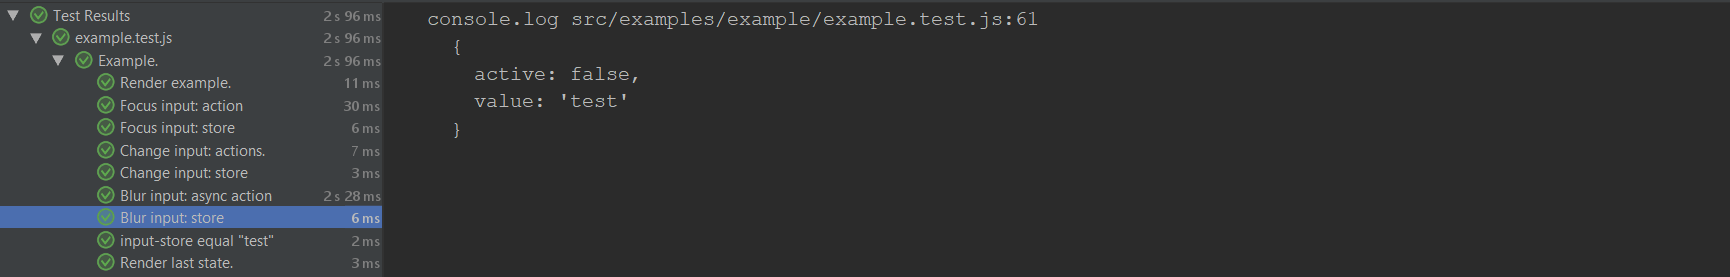 Test Results 2 s 96 ms
example.test.js 2 s 96 ms
Example. 2 s 96 ms
Render example. 11 ms
Focus input: action 30 ms
Focus input: store 6 ms
Change input: actions. 7 ms
Change input: store 3 ms
Blur input: async action 2 s 28 ms
Blur input: store 6 ms
input-store equal "test" 2 ms
Render last state. 3 ms
console.log src/examples/example/example.test.js:61
{
active: false,
value: 'test'
}